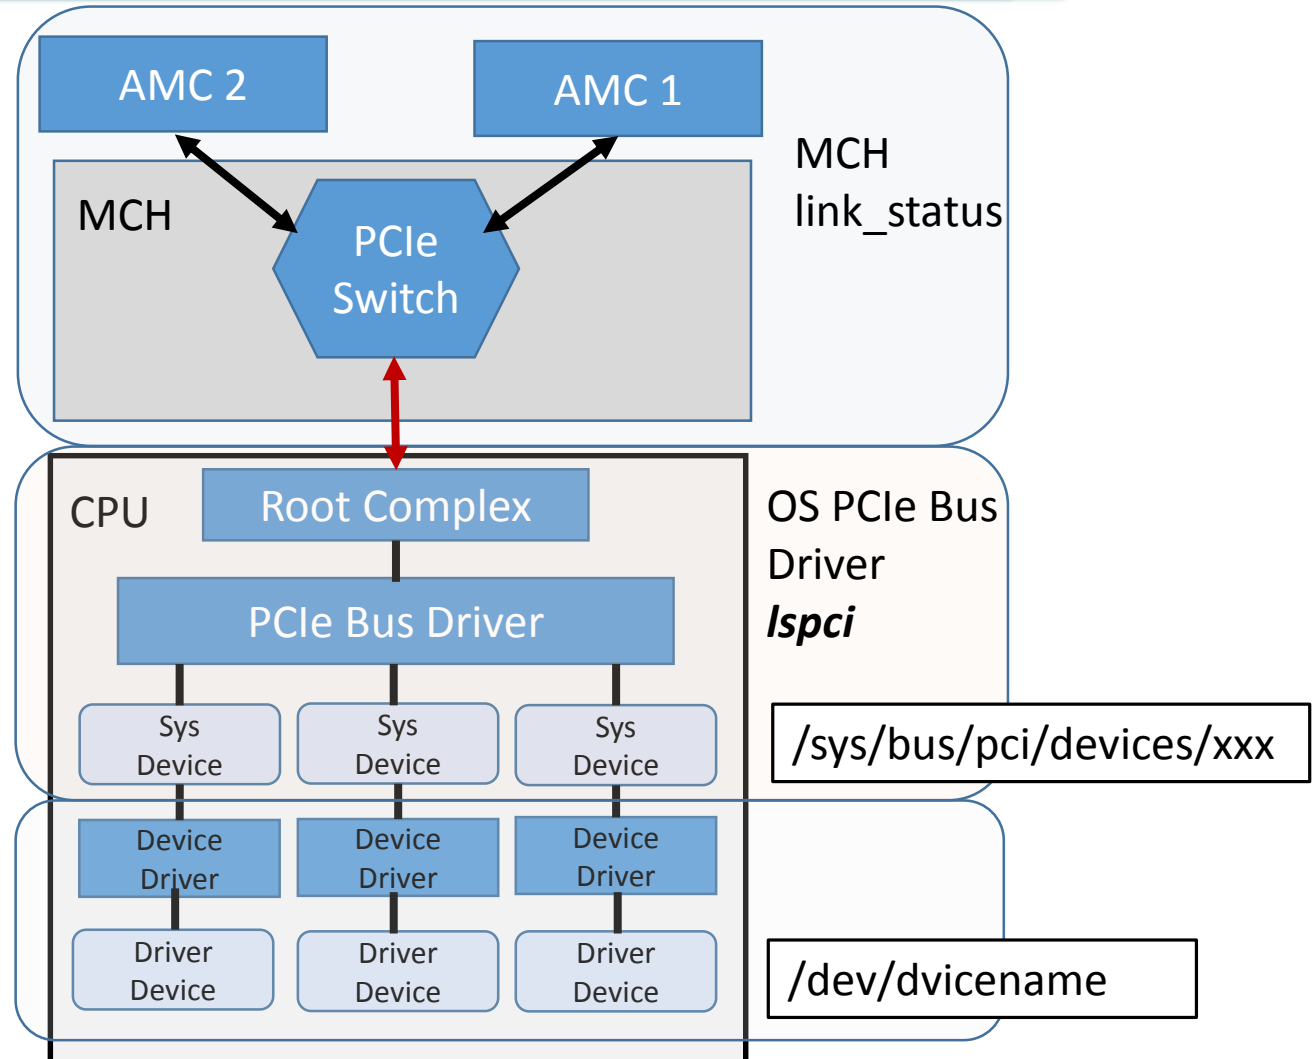 AMC 2
AMC 1
MCH
link_status
MCH
PCIe
Switch
CPU
Root Complex
OS PCIe Bus
Driver
lspci
PCIe Bus Driver
Sys
Device
Sys
Device
Sys
Device
/sys/bus/pci/devices/xxx
Device
Driver
Device
Driver
Device
Driver
Driver
Device
Driver
Device
Driver
Device
/dev/dvicename